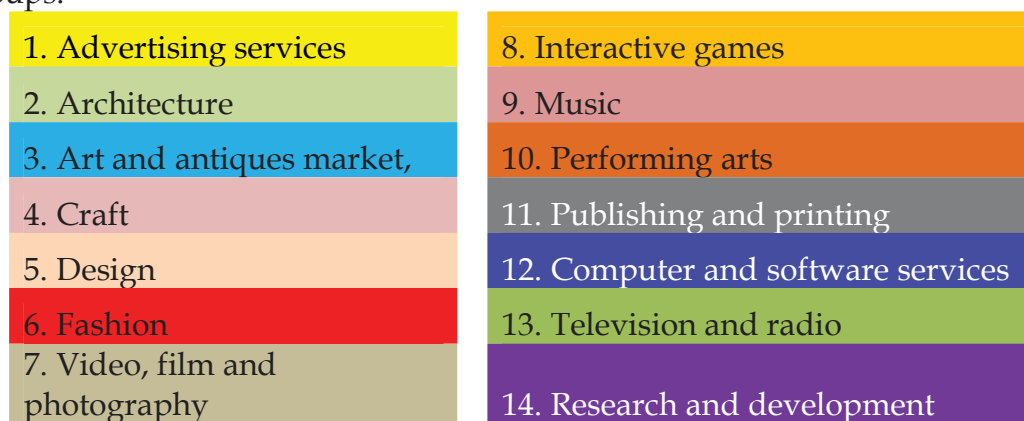 1. Advertising services
2. Architecture
3. Art and antiques market,
4. Craft
5. Design
6. Fashion
7. Video, film and
photography
8. Interactive games
9. Music
10. Performing arts
11. Publishing and printing
12. Computer and software services
13. Television and radio
14. Research and development